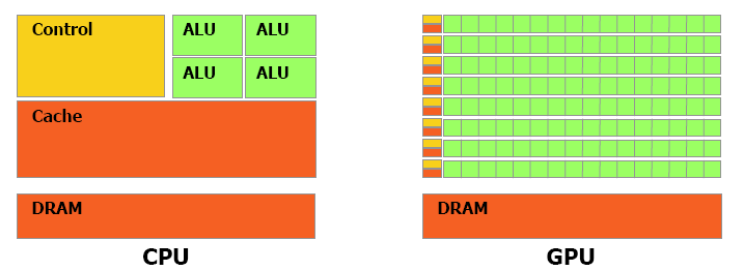 Control
ALU ALU
ALU ALU
Cache
DRAM
CPU
DRAM
GPU